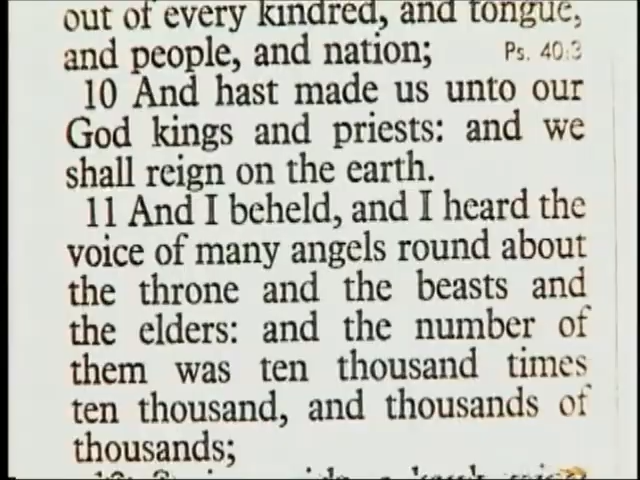 out of every kindred, and tongue,
and people, and nation; Ps. 40:3
10 And hast made us unto our
God kings and priests: and we
shall reign on the earth.
11 And I beheld, and I heard the
voice of many angels round about
the throne and the beasts and
the elders: and the number of
them was ten thousand times
ten thousand, and thousands of
thousands;